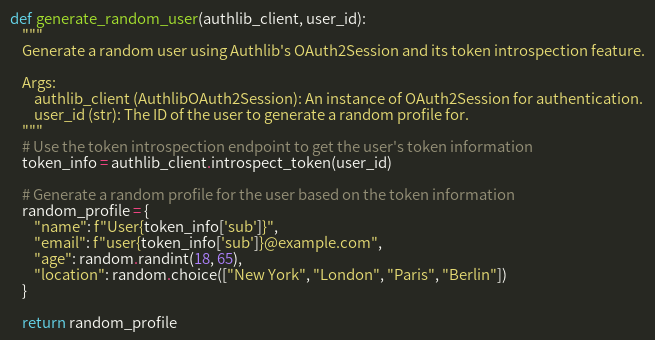 def generate_random_user(authlib_client, user_id):
"""
Generate a random user using Authlib's OAuth2Session and its token introspection feature.
Args:
authlib_client (AuthlibOAuth2Session): An instance of OAuth2Session for authentication.
user_id (str): The ID of the user to generate a random profile for.
"""
# Use the token introspection endpoint to get the user's token information
token_info = authlib_client.introspect_token(user_id)
# Generate a random profile for the user based on the token information
random_profile = {
"name": f"User{token_info['sub']}",
"email": f"user{token_info['sub']}@example.com",
"age": random.randint(18, 65),
"location": random.choice(["New York", "London", "Paris", "Berlin"])
}
return random_profile